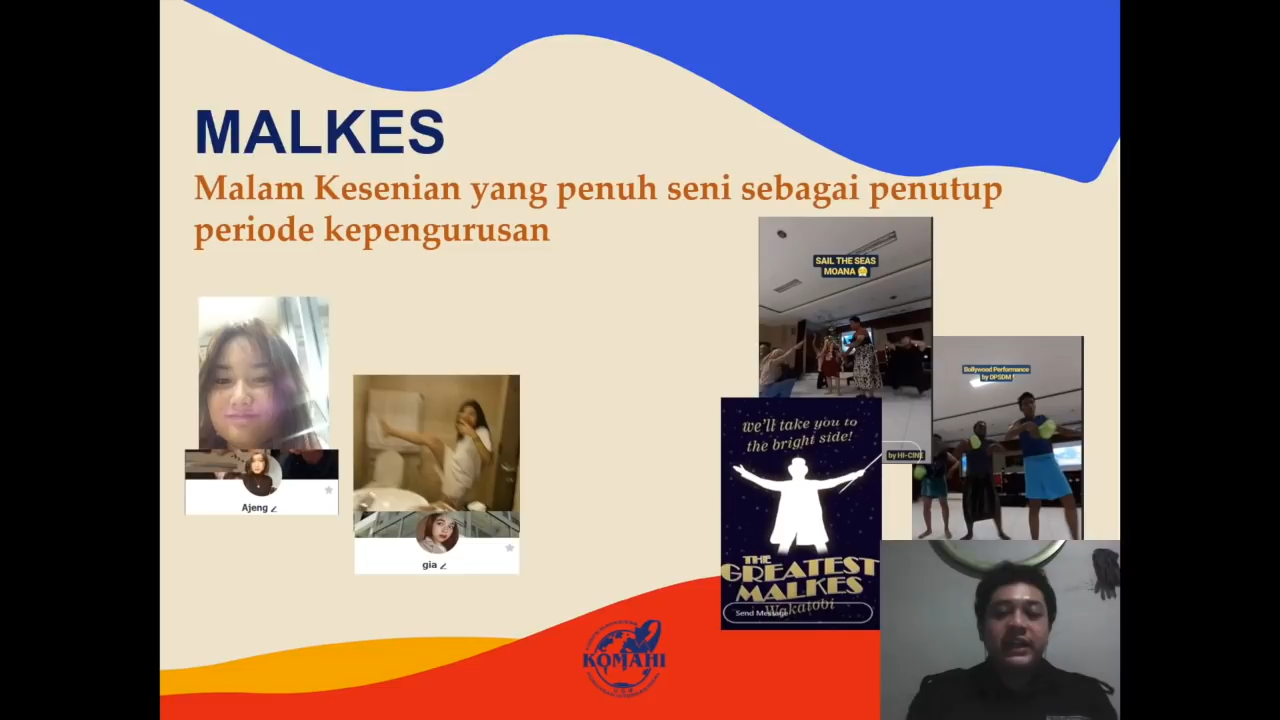 MALKES
Malam Kesenian yang penuh seni sebagai penutup
periode kepengurusan
SAIL THE SEAS
MOANA 🥺
Bollywood Performance
by DPSDM
we'll take you to
the bright side!
by HI-CINE
Ajeng
gia
THE
GREATEST
MALKES
Wakatobi
Send Message
KOMAHI